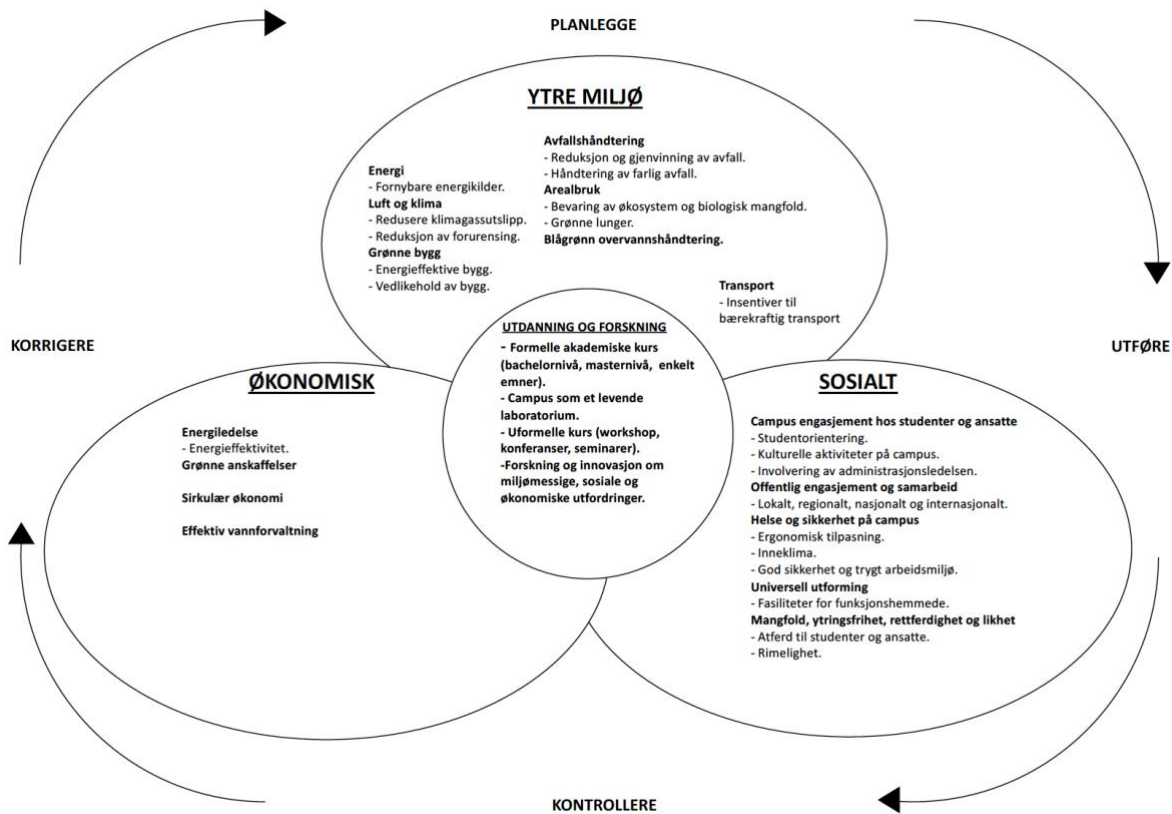 PLANLEGGE
YTRE MILJØ
Energi
- Fornybare energikilder.
Luft og klima
- Redusere klimagassutslipp.
- Reduksjon av forurensing.
Grønne bygg
- Energieffektive bygg.
- Vedlikehold av bygg.
Avfallshåndtering
- Reduksjon og gjenvinning av avfall.
- Håndtering av farlig avfall.
Arealbruk
- Bevaring av økosystem og biologisk mangfold.
- Grønne lunger.
Blågrønn overvannshåndtering.
Transport
- Insentiver til
bærekraftig transport
KORRIGERE
UTFØRE
UTDANNING OG FORSKNING
- Formelle akademiske kurs
(bachelornivå, masternivå, enkelt
emner).
- Campus som et levende
laboratorium.
- Uformelle kurs (workshop,
konferanser, seminarer).
-Forskning og innovasjon om
miljømessige, sosiale og
økonomiske utfordringer.
ØKONOMISK
Energiledelse
- Energieffektivitet.
Grønne anskaffelser
Sirkulær økonomi
Effektiv vannforvaltning
SOSIALT
Campus engasjement hos studenter og ansatte
- Studentorientering.
- Kulturelle aktiviteter på campus.
- Involvering av administrasjonsledelsen.
Offentlig engasjement og samarbeid
- Lokalt, regionalt, nasjonalt og internasjonalt.
Helse og sikkerhet på campus
- Ergonomisk tilpasning.
- Inneklima.
- God sikkerhet og trygt arbeidsmiljø.
Universell utforming
- Fasiliteter for funksjonshemmede.
Mangfold, ytringsfrihet, rettferdighet og likhet
- Atferd til studenter og ansatte.
- Rimelighet.
KONTROLLERE